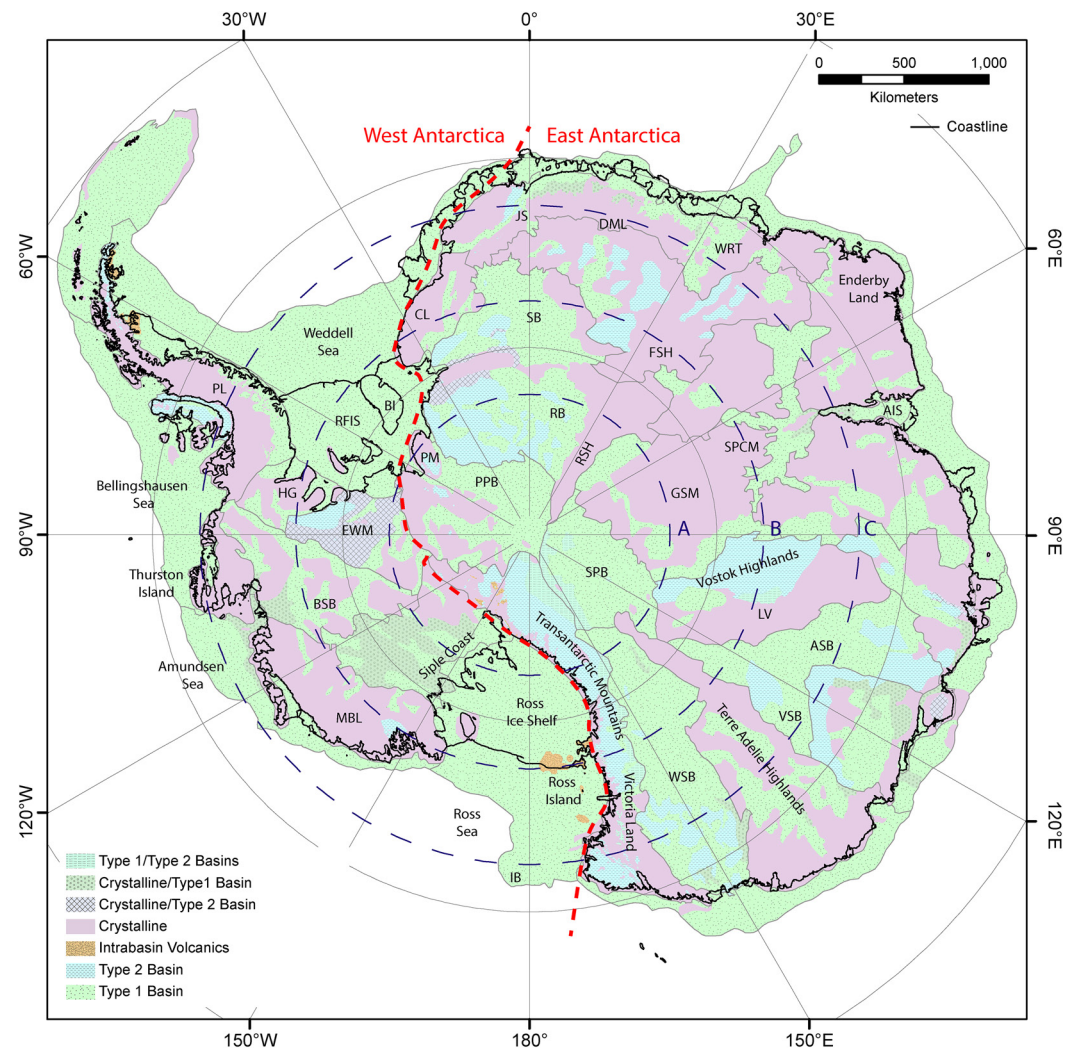 30°W
0°
30°E
0
500
1,000
Kilometers
Coastline
West Antarctica
East Antarctica
JS
DML
WRT
60°W
60°E
Enderby
Land
CL
SB
Weddell
Sea
FSH
PL
BI
RFIS
RB
AIS
RSH
SPCM
PM
PPB
Bellingshausen
Sea
HG
GSM
EWM
A
B
C
90°W
90°E
Vostok Highlands
SPB
Thurston
Island
BSB
LV
Transantarctic Mountains
Siple Coast
ASB
Amundsen
Sea
Ross
Ice Shelf
MBL
VSB
Terre Adelie Highlands
WSB
Ross
Island
Victoria Land
Ross
Sea
120°W
120°E
IB
Type 1/Type 2 Basins
Crystalline/Type1 Basin
Crystalline/Type 2 Basin
Crystalline
Intrabasin Volcanics
Type 2 Basin
Type 1 Basin
150°W
180°
150°E